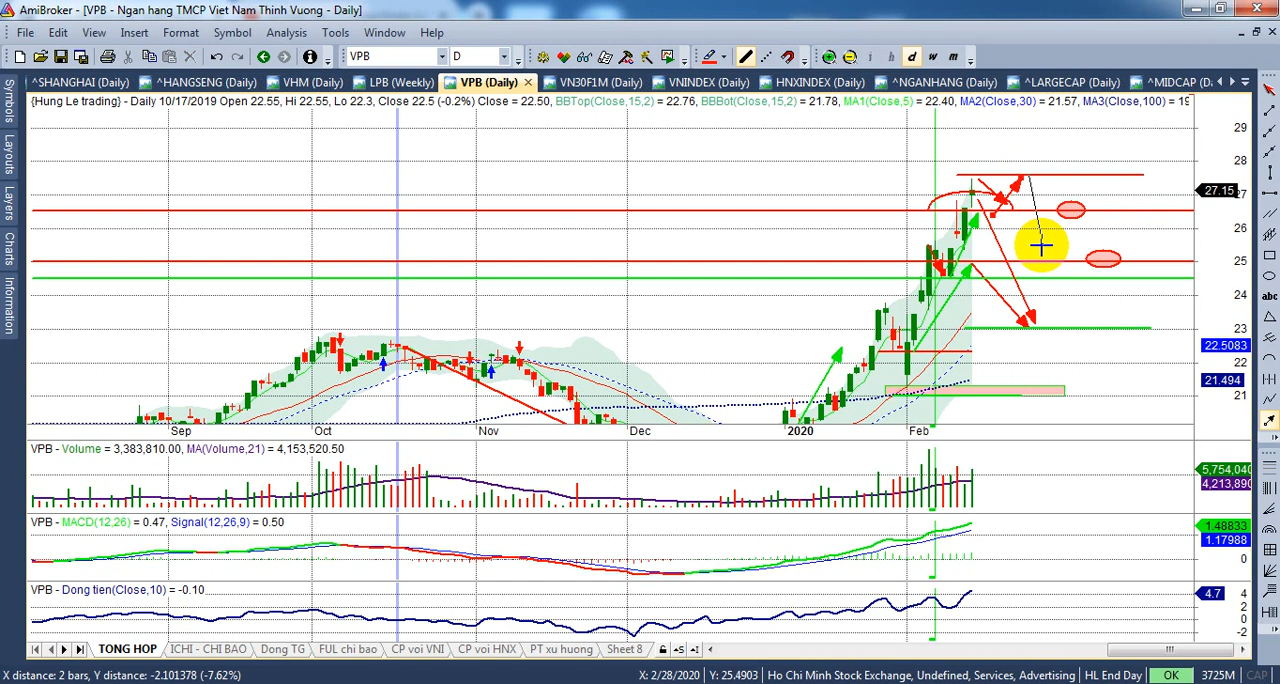 AmiBroker - [VPB - Ngan hang TMCP Viet Nam Thinh Vuong - Daily]
File Edit View Insert Format Symbol Analysis Tools Window Help
VPB D i h d w m
^SHANGHAI (Daily) ^HANGSENG (Daily) VHM (Daily) LPB (Weekly) VPB (Daily) VN30F1M (Daily) VNINDEX (Daily) HNXINDEX (Daily) ^NGANHANG (Daily) ^LARGECAP (Daily) ^MIDCAP (D
{Hung Le trading} - Daily 10/17/2019 Open 22.55, Hi 22.55, Lo 22.3, Close 22.5 (-0.2%) Close = 22.50, BBTop(Close,15,2) = 22.76, BBBot(Close,15,2) = 21.78, MA1(Close,5) = 22.40, MA2(Close,30) = 21.57, MA3(Close,100) = 19
Symbols
Layouts
Layers
Charts
Information
abc
29
28
27.15
27
26
25
24
23
22.5083
22
21.494
21
Sep Oct Nov Dec 2020 Feb
VPB - Volume = 3,383,810.00, MA(Volume,21) = 4,153,520.50
5,754,040
4,213,890
VPB - MACD(12,26) = 0.47, Signal(12,26,9) = 0.50
1.48833
1.17988
0
VPB - Dong tien(Close,10) = -0.10
4.7
4
2
0
-2
TONG HOP ICHI - CHI BAO Dong TG FUL chi bao CP voi VNI CP voi HNX PT xu huong Sheet 8
X distance: 2 bars, Y distance: -2.101378 (-7.62%) X: 2/28/2020 Y: 25.4903 Ho Chi Minh Stock Exchange, Undefined, Services, Advertising HL End Day OK 3725M CAP